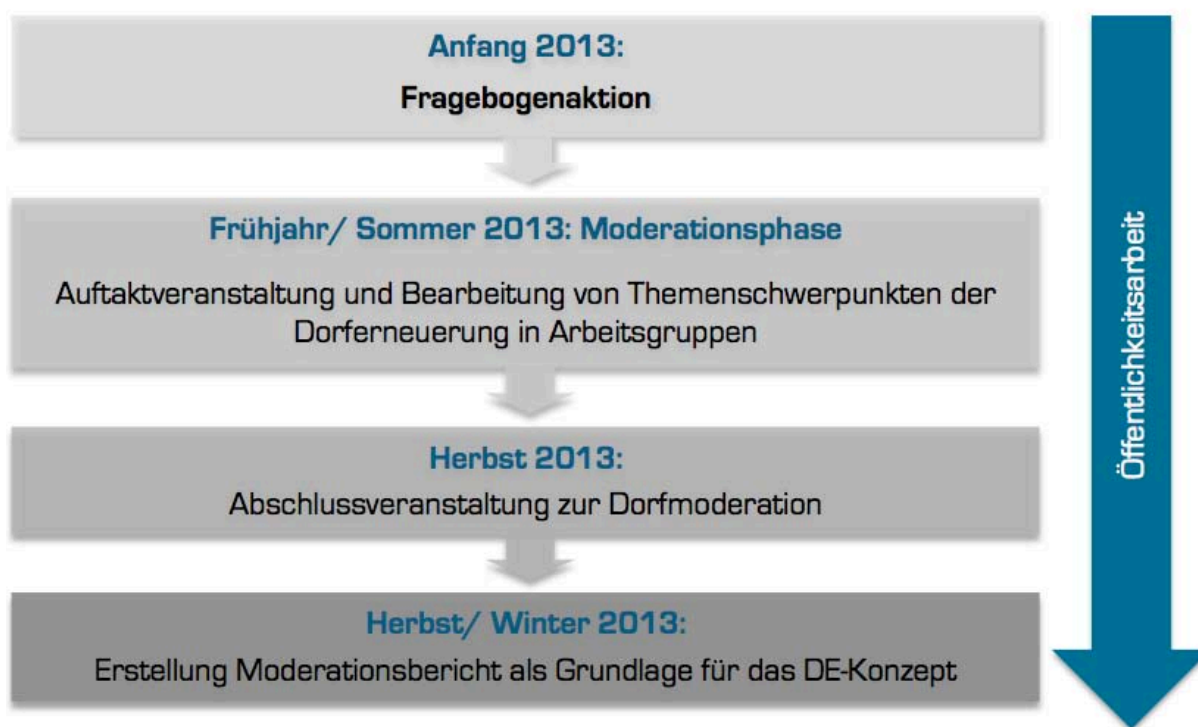 Anfang 2013:
Fragebogenaktion
Frühjahr/ Sommer 2013: Moderationsphase
Auftaktveranstaltung und Bearbeitung von Themenschwerpunkten der
Dorferneuerung in Arbeitsgruppen
Herbst 2013:
Abschlussveranstaltung zur Dorfmoderation
Herbst/ Winter 2013:
Erstellung Moderationsbericht als Grundlage für das DE-Konzept
Öffentlichkeitsarbeit